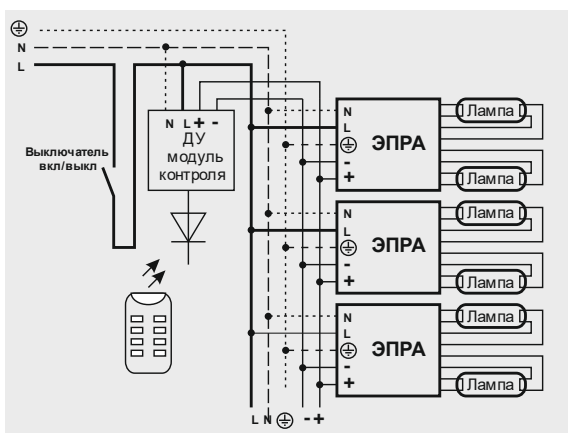 N
L
N L + -
ДУ
модуль
контроля
Выключатель
вкл/выкл
N
L
-
+
ЭПРА
Лампа
Лампа
N
L
-
+
ЭПРА
Лампа
Лампа
N
L
-
+
ЭПРА
Лампа
Лампа
L N - +